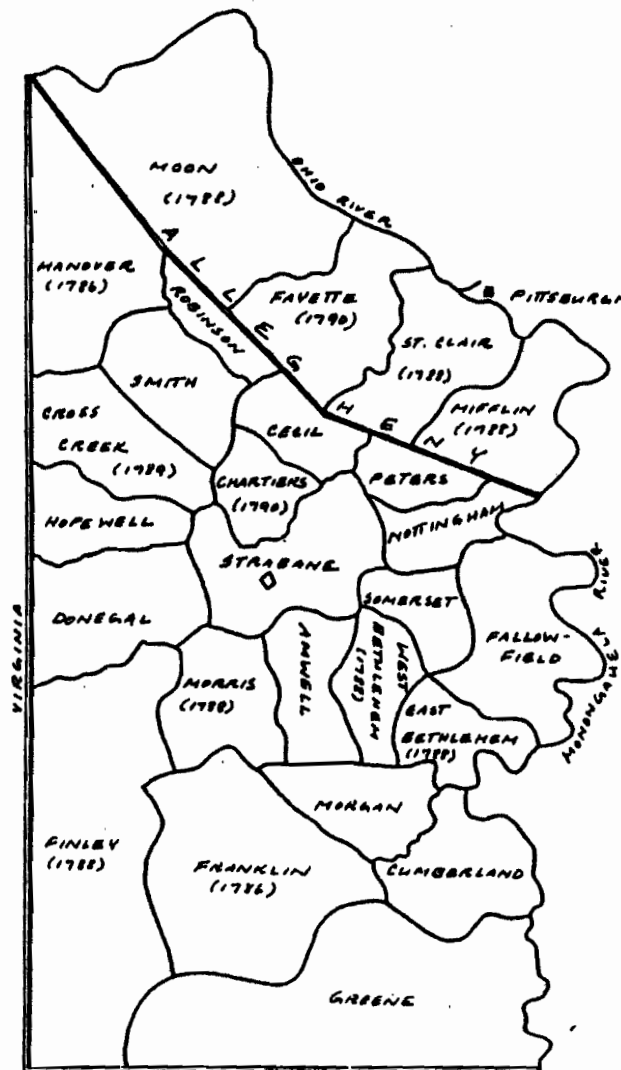 MOON
(1788)
OHIO RIVER
HANOVER
(1786)
ALLEGHENY
ROBINSON
FAYETTE
(1790)
PITTSBURGH
ST. CLAIR
(1788)
SMITH
MIFFLIN
(1788)
CROSS
CREEK
(1789)
CECIL
CHARTIERS
(1790)
PETERS
HOPEWELL
NOTTINGHAM
STRABANE
DONEGAL
SOMERSET
FALLOW-
FIELD
MONONGAHELA RIVER
VIRGINIA
MORRIS
(1788)
AMWELL
WEST
BETHLEHEM
(1788)
EAST
BETHLEHEM
(1788)
MORGAN
FINLEY
(1788)
FRANKLIN
(1786)
CUMBERLAND
GREENE